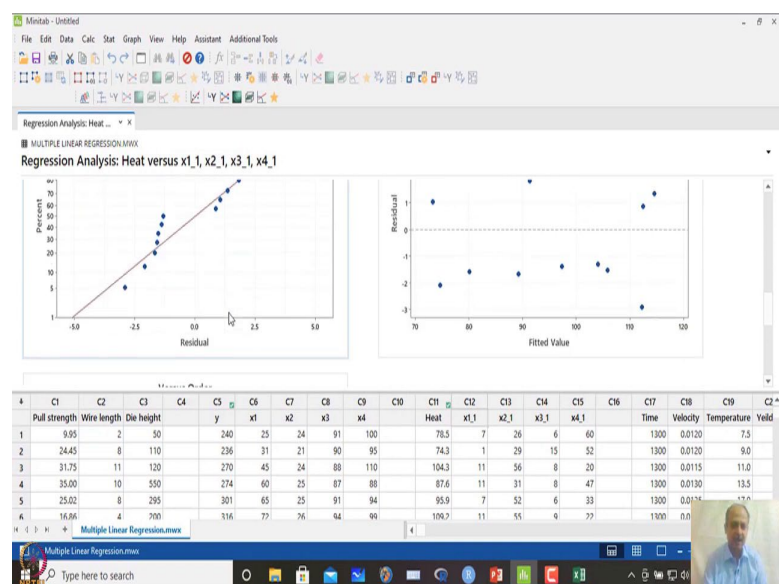 Minitab - Untitled
File Edit Data Calc Stat Graph View Help Assistant Additional Tools
Regression Analysis: Heat ...
MULTIPLE LINEAR REGRESSION.MWX
Regression Analysis: Heat versus x1_1, x2_1, x3_1, x4_1
Percent
80
70
60
50
40
30
20
10
5
1
-5.0 -2.5 0.0 2.5 5.0
Residual
Residual
1
0
-1
-2
-3
70 80 90 100 110 120
Fitted Value
Versus Order
C1 C2 C3 C4 C5 C6 C7 C8 C9 C10 C11 C12 C13 C14 C15 C16 C17 C18 C19 C2
Pull strength Wire length Die height y x1 x2 x3 x4 Heat x1_1 x2_1 x3_1 x4_1 Time Velocity Temperature Yeild
1 9.95 2 50 240 25 24 91 100 78.5 7 26 6 60 1300 0.0120 7.5
2 24.45 8 110 236 31 21 90 95 74.3 1 29 15 52 1300 0.0120 9.0
3 31.75 11 120 270 45 24 88 110 104.3 11 56 8 20 1300 0.0115 11.0
4 35.00 10 550 274 60 25 87 88 87.6 11 31 8 47 1300 0.0130 13.5
5 25.02 8 295 301 65 25 91 94 95.9 7 52 6 33 1300
6 16.86 4 200 316 72 26 94 99 109.2 11 55 9 22 1300
Multiple Linear Regression.mwx
Multiple Linear Regression.mwx
Type here to search